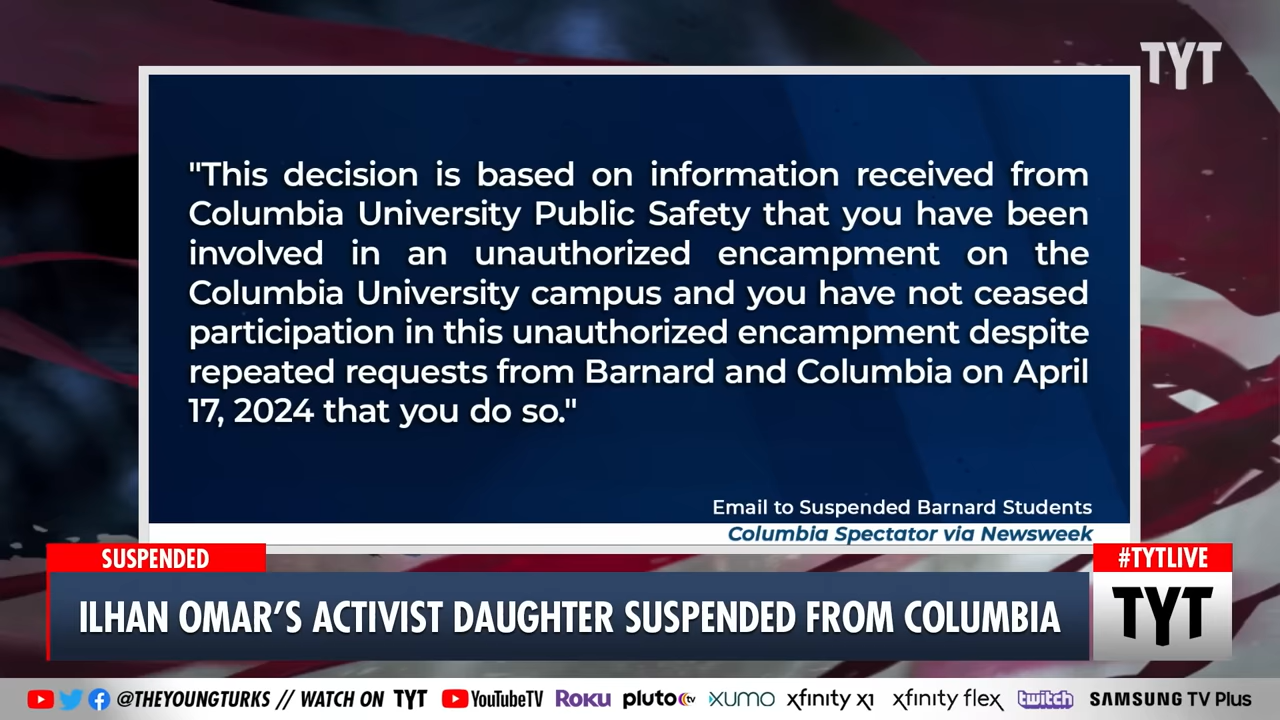 TYT
"This decision is based on information received from
Columbia University Public Safety that you have been
involved in an unauthorized encampment on the
Columbia University campus and you have not ceased
participation in this unauthorized encampment despite
repeated requests from Barnard and Columbia on April
17, 2024 that you do so."
Email to Suspended Barnard Students
Columbia Spectator via Newsweek
SUSPENDED
#TYTLIVE
ILHAN OMAR'S ACTIVIST DAUGHTER SUSPENDED FROM COLUMBIA
TYT
@THEYOUNGTURKS // WATCH ON TYT YouTubeTV ROKU pluto tv xumo xfinity x1 xfinity flex twitch SAMSUNG TV Plus